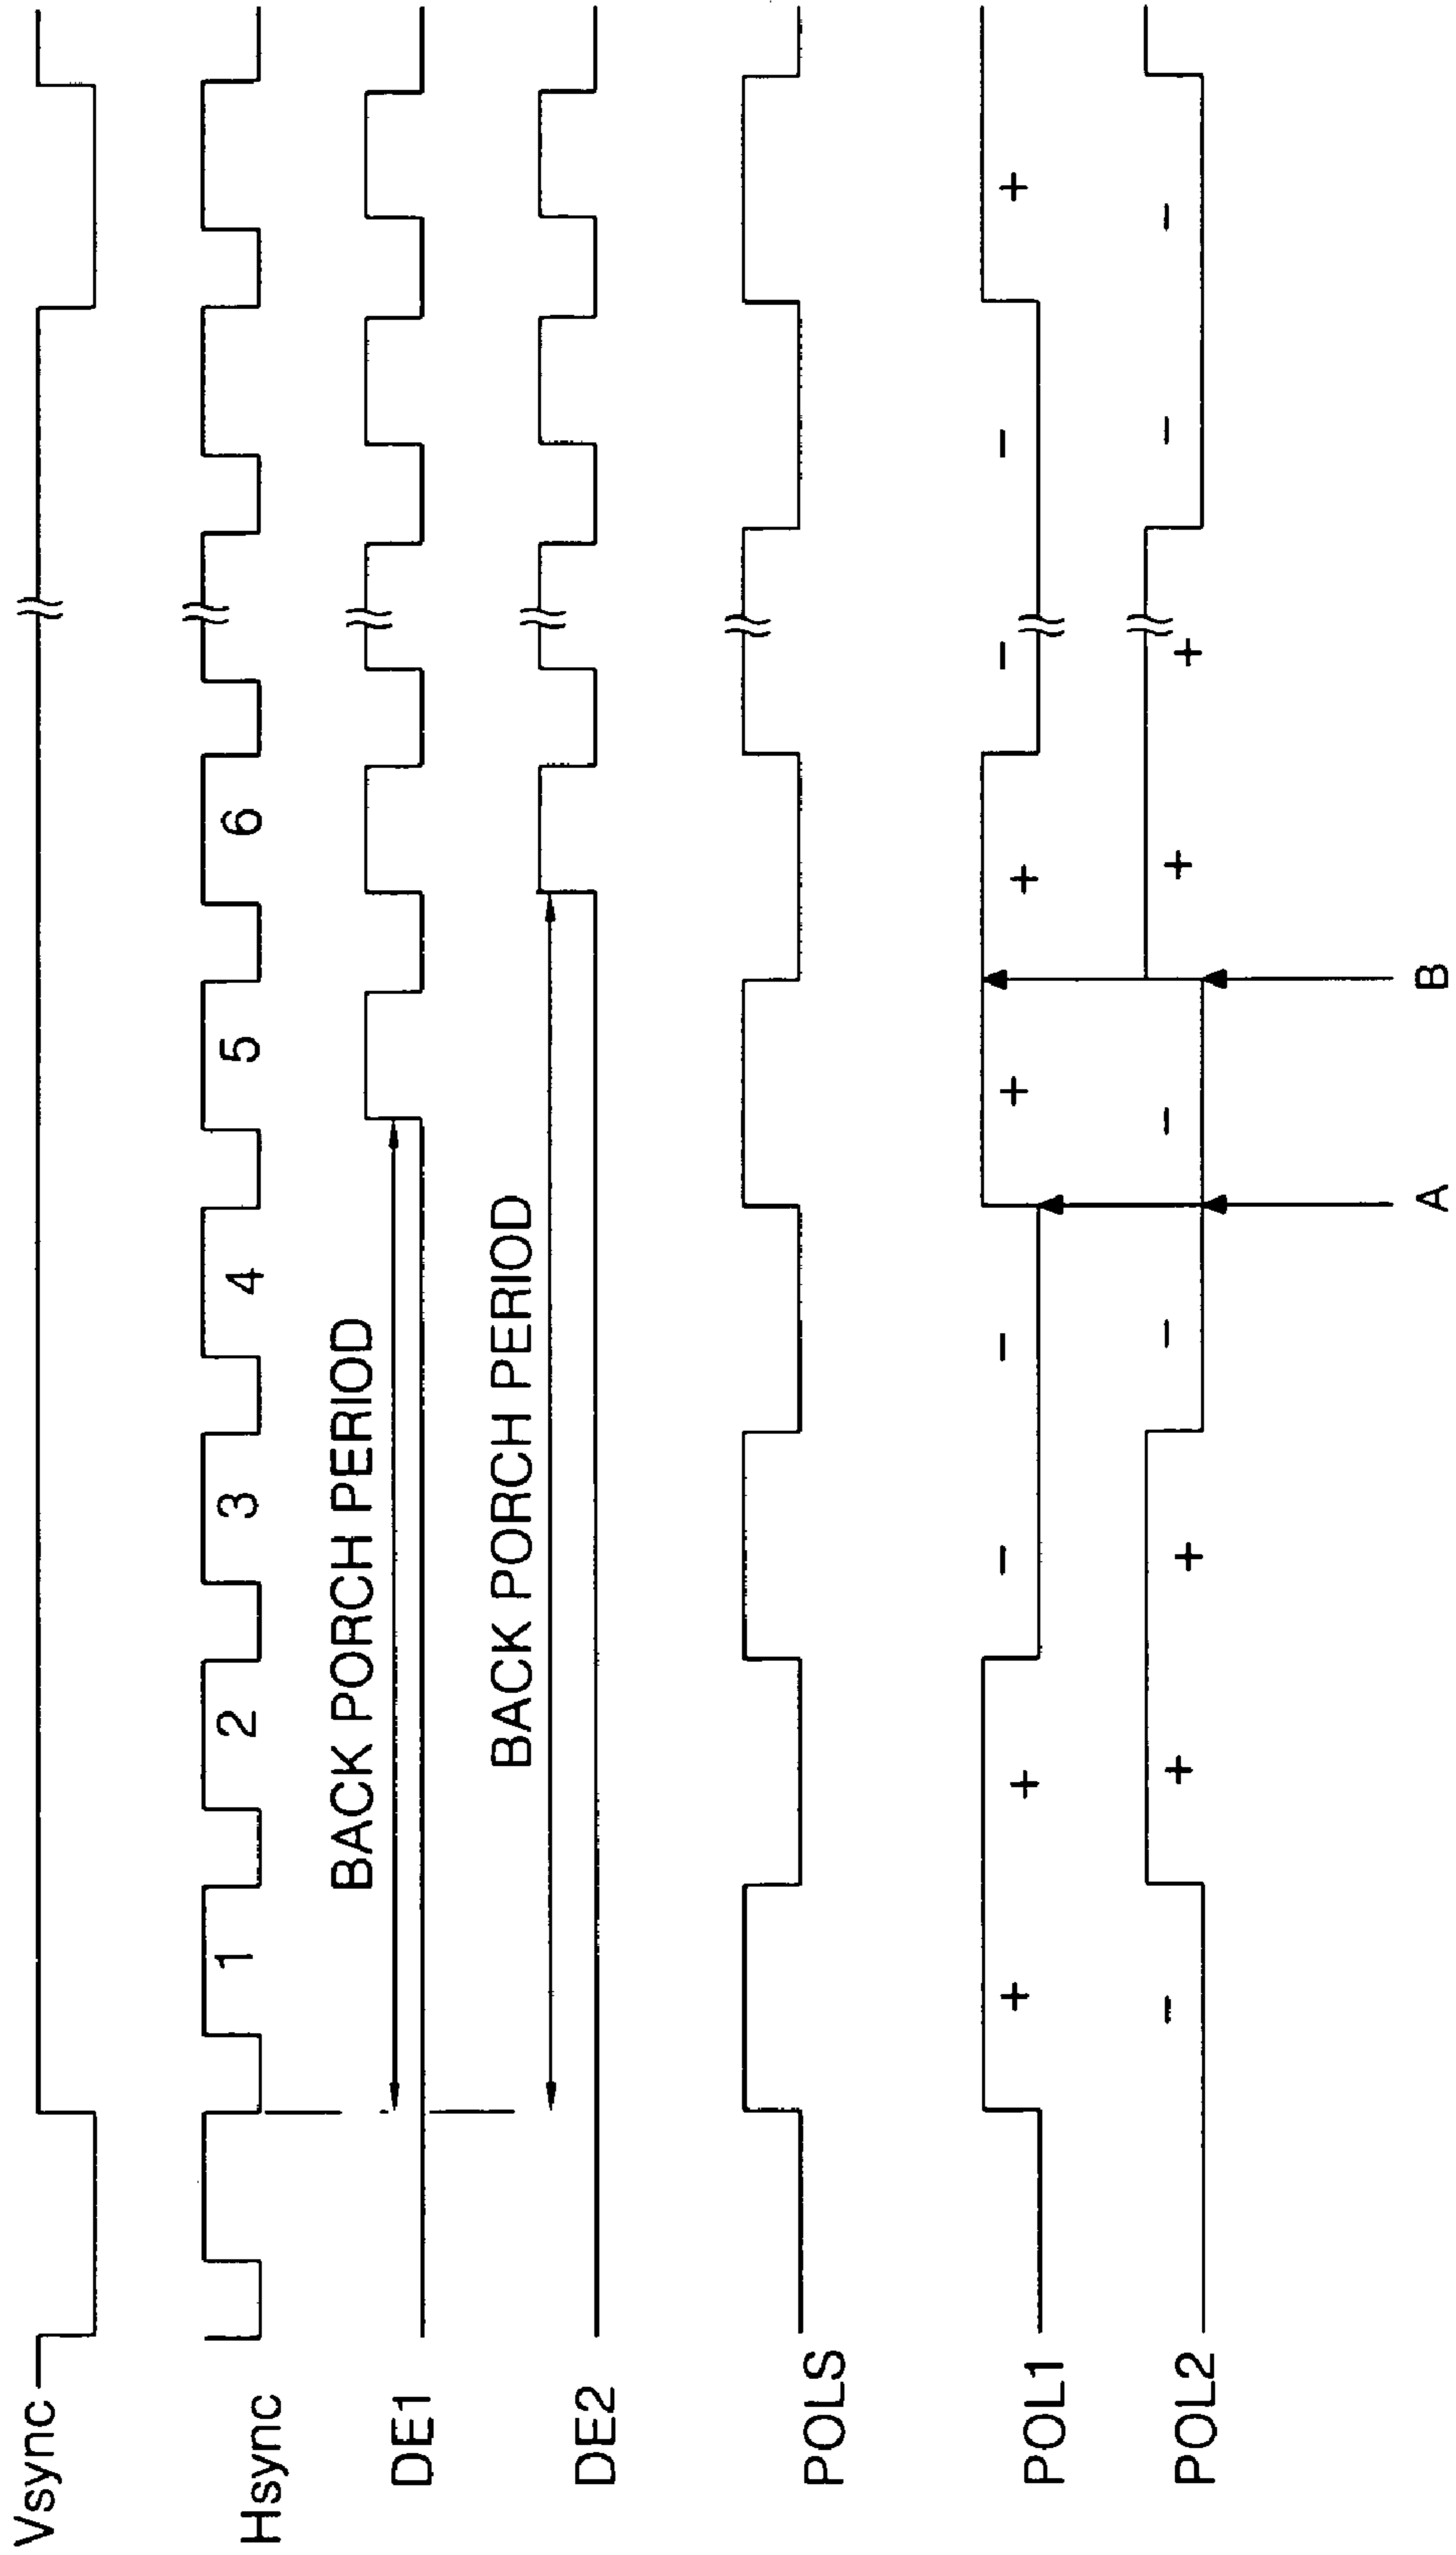 Vsync
Hsync 1 2 3 4 5 6
DE1
BACK PORCH PERIOD
DE2
BACK PORCH PERIOD
POLS
POL1 + + - - + + - - +
POL2 - + + - - + + - -
A B